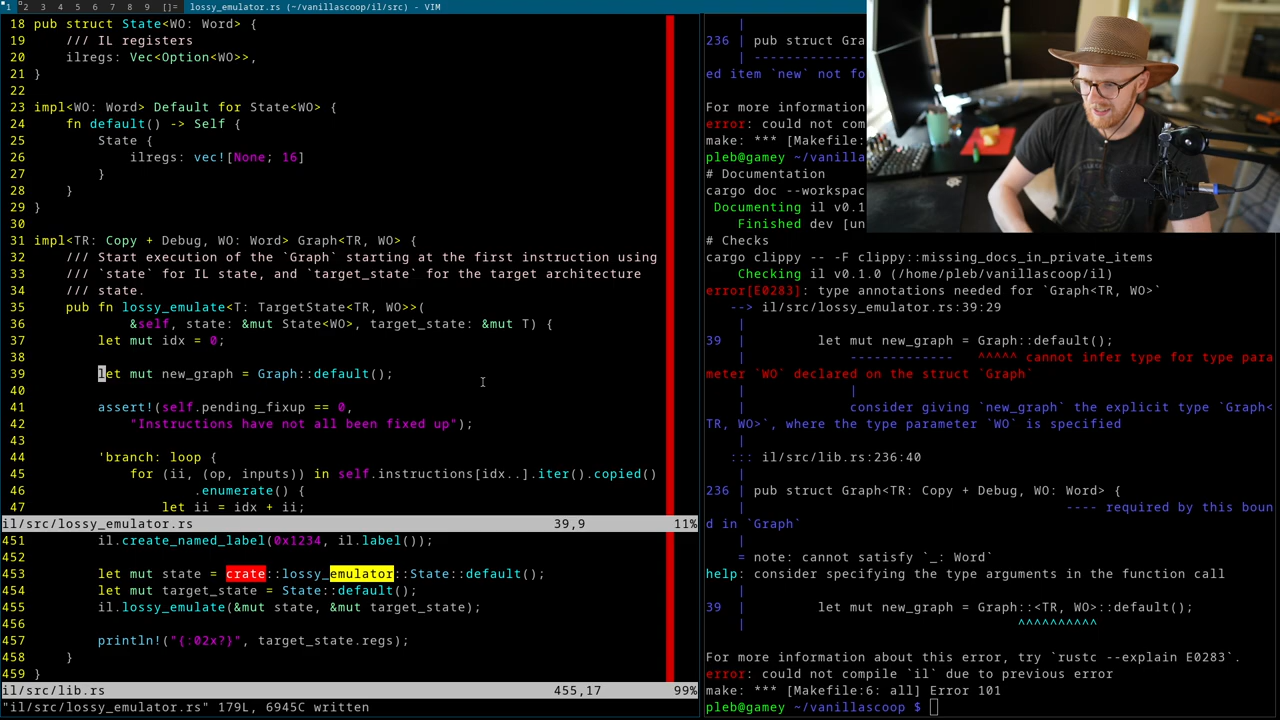 1 2 3 4 5 6 7 8 9 []= lossy_emulator.rs (~/vanillascoop/il/src) - VIM
18 pub struct State<WO: Word> {
19     /// IL registers
20     ilregs: Vec<Option<WO>>,
21 }
22
23 impl<WO: Word> Default for State<WO> {
24     fn default() -> Self {
25         State {
26             ilregs: vec![None; 16]
27         }
28     }
29 }
30
31 impl<TR: Copy + Debug, WO: Word> Graph<TR, WO> {
32     /// Start execution of the `Graph` starting at the first instruction using
33     /// `state` for IL state, and `target_state` for the target architecture
34     /// state.
35     pub fn lossy_emulate<T: TargetState<TR, WO>>(
36             &self, state: &mut State<WO>, target_state: &mut T) {
37         let mut idx = 0;
38
39         let mut new_graph = Graph::default();
40
41         assert!(self.pending_fixup == 0,
42             "Instructions have not all been fixed up");
43
44         'branch: loop {
45             for (ii, (op, inputs)) in self.instructions[idx..].iter().copied()
46                     .enumerate() {
47                 let ii = idx + ii;
il/src/lossy_emulator.rs 39,9 11%
451         il.create_named_label(0x1234, il.label());
452
453         let mut state = crate::lossy_emulator::State::default();
454         let mut target_state = State::default();
455         il.lossy_emulate(&mut state, &mut target_state);
456
457         println!("{:02x?}", target_state.regs);
458     }
459 }
il/src/lib.rs 455,17 99%
"il/src/lossy_emulator.rs" 179L, 6945C written
|
236 | pub struct Gra
| --------------
ed item `new` not fo
For more information
error: could not com
make: *** [Makefile:
pleb@gamey ~/vanilla
# Documentation
cargo doc --workspac
Documenting il v0.1
Finished dev [un
# Checks
cargo clippy -- -F clippy::missing_docs_in_private_items
Checking il v0.1.0 (/home/pleb/vanillascoop/il)
error[E0283]: type annotations needed for `Graph<TR, WO>`
--> il/src/lossy_emulator.rs:39:29
|
39 |         let mut new_graph = Graph::default();
|             -------------   ^^^^^ cannot infer type for type para
meter `WO` declared on the struct `Graph`
|             |
|             consider giving `new_graph` the explicit type `Graph<
TR, WO>`, where the type parameter `WO` is specified
|
::: il/src/lib.rs:236:40
|
236 | pub struct Graph<TR: Copy + Debug, WO: Word> {
|                                        ---- required by this boun
d in `Graph`
|
= note: cannot satisfy `_: Word`
help: consider specifying the type arguments in the function call
|
39 |         let mut new_graph = Graph::<TR, WO>::default();
|                                  ^^^^^^^^^^
For more information about this error, try `rustc --explain E0283`.
error: could not compile `il` due to previous error
make: *** [Makefile:6: all] Error 101
pleb@gamey ~/vanillascoop $